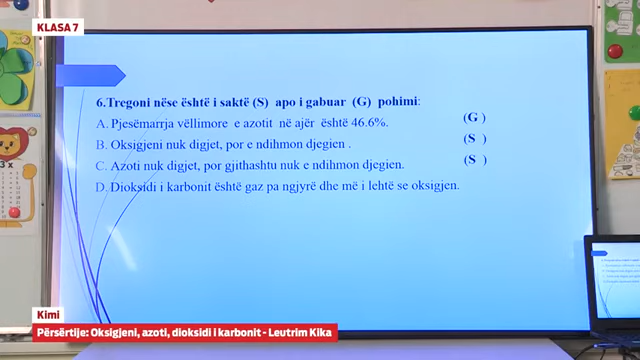 KLASA 7
6.Tregoni nëse është i saktë (S) apo i gabuar (G) pohimi:
A. Pjesëmarrja vëllimore e azotit në ajër është 46.6%. (G )
B. Oksigjeni nuk digjet, por e ndihmon djegien . (S )
C. Azoti nuk digjet, por gjithashtu nuk e ndihmon djegien. (S )
D. Dioksidi i karbonit është gaz pa ngjyrë dhe më i lehtë se oksigjen.
Kimi
Përsërtije: Oksigjeni, azoti, dioksidi i karbonit - Leutrim Kika